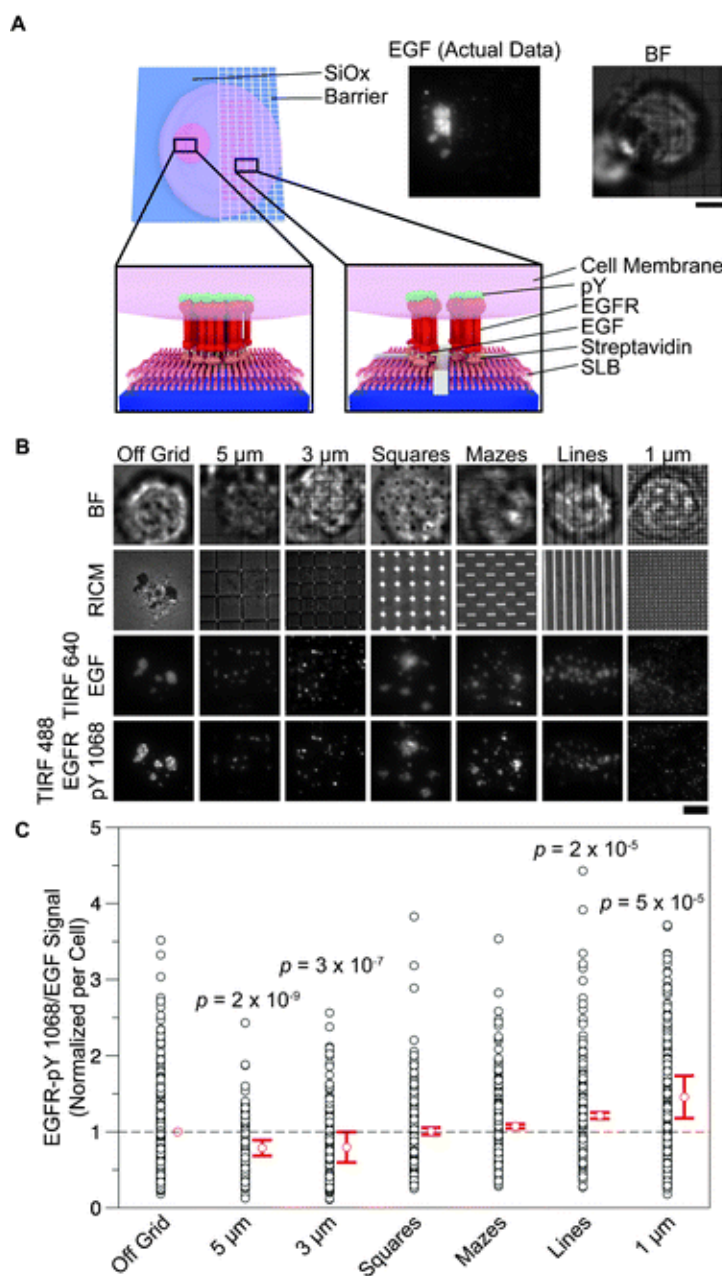 A
EGF (Actual Data)
BF
SiOx
Barrier
Cell Membrane
pY
EGFR
EGF
Streptavidin
SLB
B
Off Grid 5 µm 3 µm Squares Mazes Lines 1 µm
BF
RICM
TIRF 640
EGF
TIRF 488
EGFR
pY 1068
C
EGFR-pY 1068/EGF Signal
(Normalized per Cell)
5
4
3
2
1
0
p = 2 x 10⁻⁹
p = 3 x 10⁻⁷
p = 2 x 10⁻⁵
p = 5 x 10⁻⁵
Off Grid 5 µm 3 µm Squares Mazes Lines 1 µm